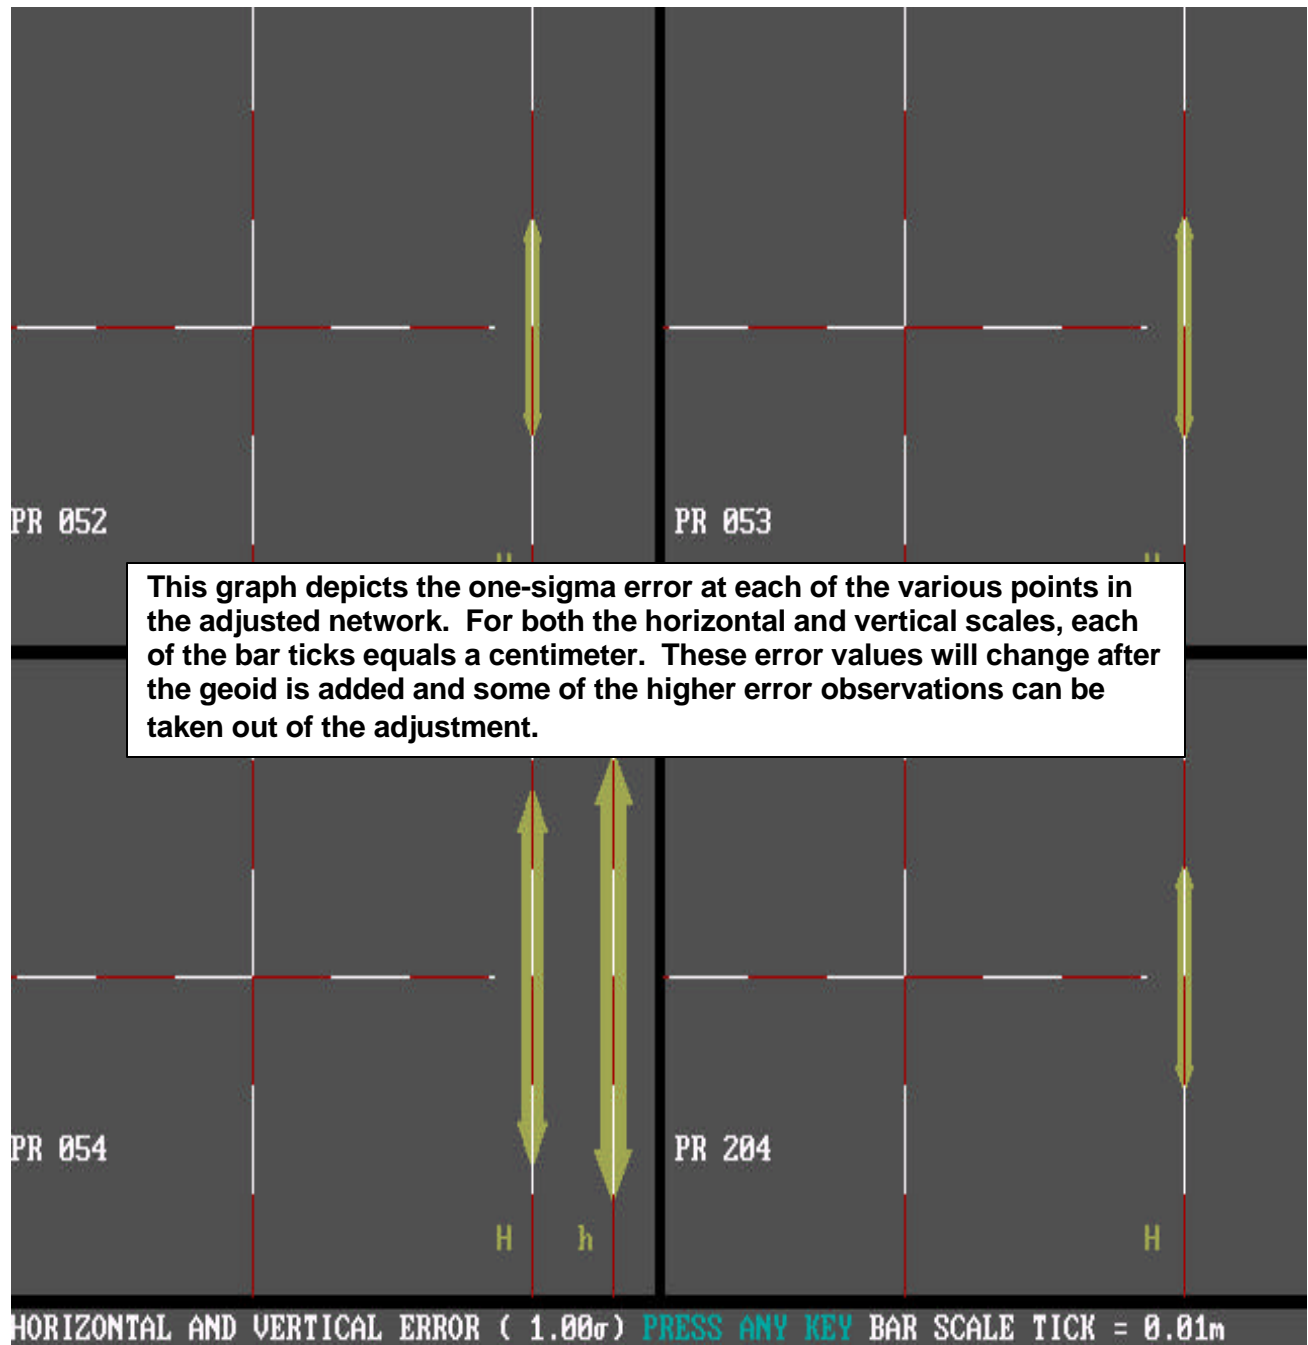 PR 052
PR 053
H
H
This graph depicts the one-sigma error at each of the various points in
the adjusted network. For both the horizontal and vertical scales, each
of the bar ticks equals a centimeter. These error values will change after
the geoid is added and some of the higher error observations can be
taken out of the adjustment.
PR 054
PR 204
H h
H
HORIZONTAL AND VERTICAL ERROR ( 1.00σ) PRESS ANY KEY BAR SCALE TICK = 0.01m